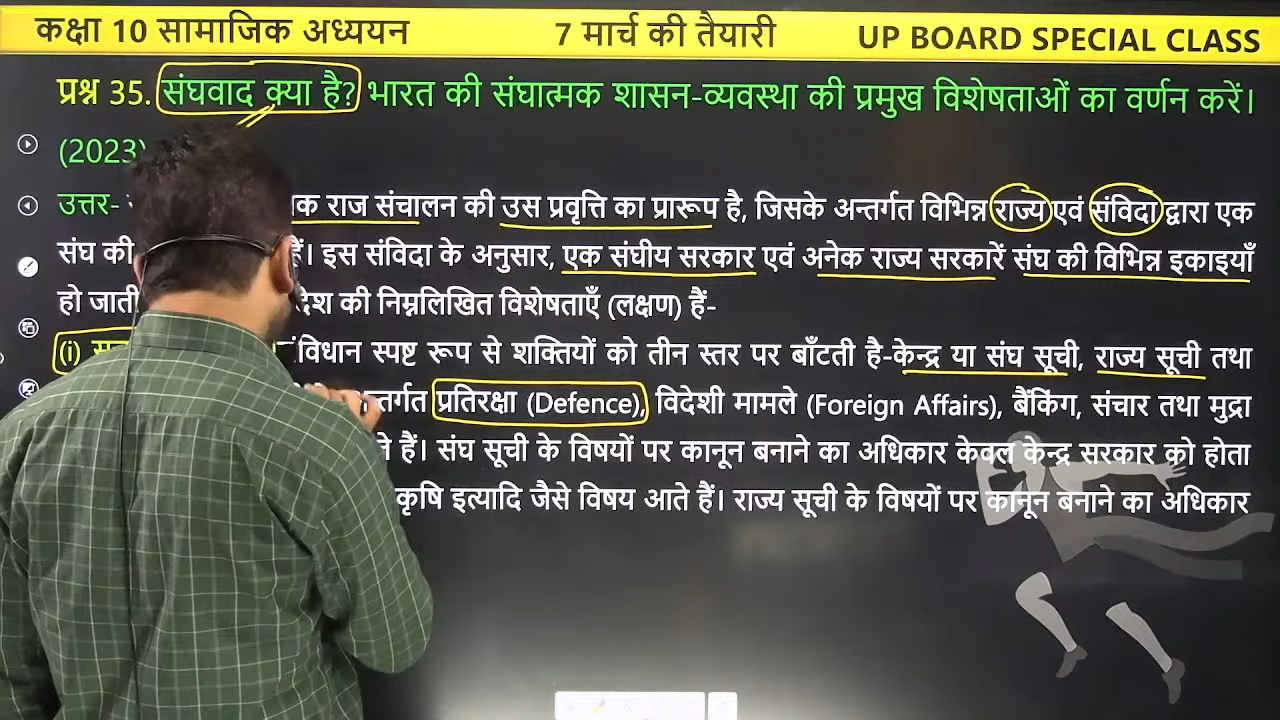 कक्षा 10 सामाजिक अध्ययन 7 मार्च की तैयारी UP BOARD SPECIAL CLASS
प्रश्न 35. संघवाद क्या है? भारत की संघात्मक शासन-व्यवस्था की प्रमुख विशेषताओं का वर्णन करें।
(2023)
उत्तर- राज संचालन की उस प्रवृत्ति का प्रारूप है, जिसके अन्तर्गत विभिन्न राज्य एवं संविदा द्वारा एक
संघ की हैं। इस संविदा के अनुसार, एक संघीय सरकार एवं अनेक राज्य सरकारें संघ की विभिन्न इकाइयाँ
हो जाती की निम्नलिखित विशेषताएँ (लक्षण) हैं-
(i) स्पष्ट रूप से शक्तियों को तीन स्तर पर बाँटती है-केन्द्र या संघ सूची, राज्य सूची तथा
प्रतिरक्षा (Defence), विदेशी मामले (Foreign Affairs), बैंकिंग, संचार तथा मुद्रा
हैं। संघ सूची के विषयों पर कानून बनाने का अधिकार केवल केन्द्र सरकार को होता
कृषि इत्यादि जैसे विषय आते हैं। राज्य सूची के विषयों पर कानून बनाने का अधिकार